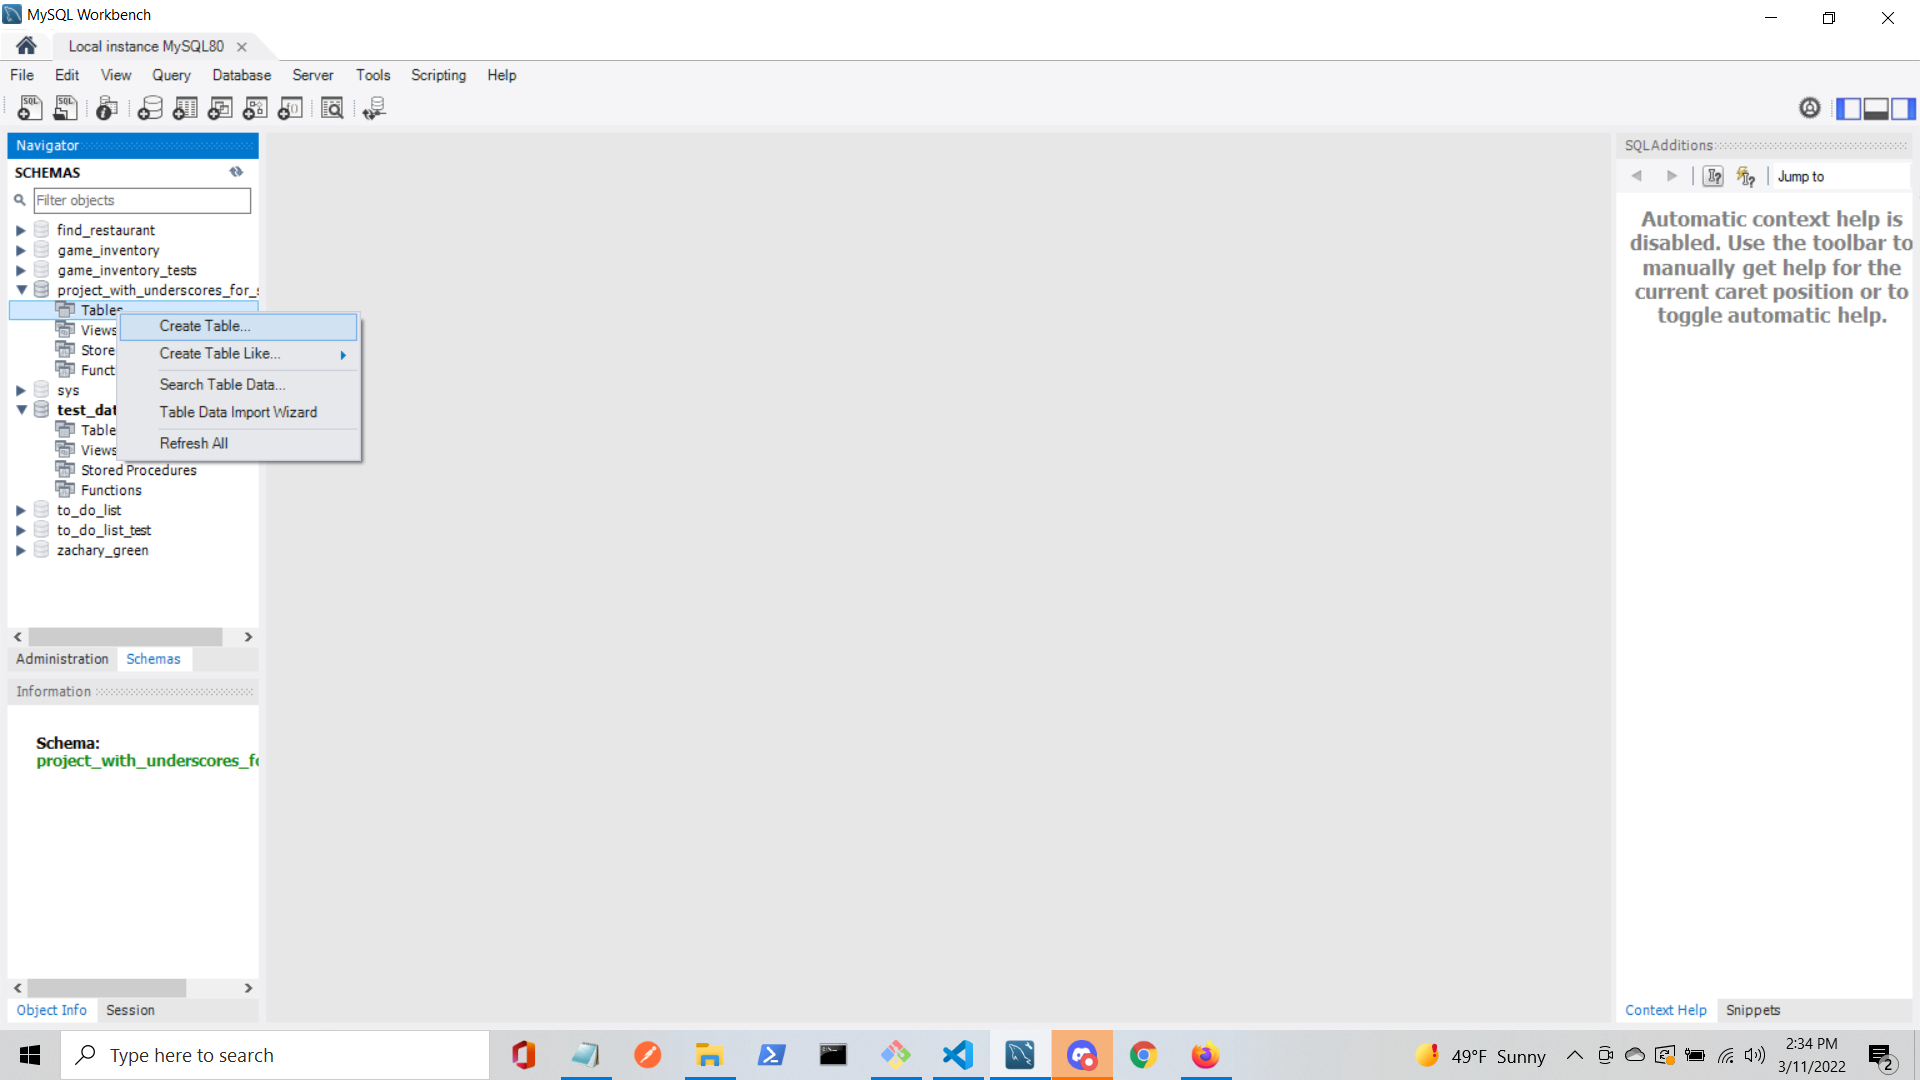 MySQL Workbench
Local instance MySQL80
File Edit View Query Database Server Tools Scripting Help
Navigator
SCHEMAS
Filter objects
find_restaurant
game_inventory
game_inventory_tests
project_with_underscores_for_s
Tables
Views
Store
Funct
Create Table...
Create Table Like...
Search Table Data...
Table Data Import Wizard
Refresh All
sys
test_dat
Table
Views
Stored Procedures
Functions
to_do_list
to_do_list_test
zachary_green
Administration Schemas
Information
Schema:
project_with_underscores_fo
Object Info Session
SQLAdditions
Jump to
Automatic context help is
disabled. Use the toolbar to
manually get help for the
current caret position or to
toggle automatic help.
Context Help Snippets
Type here to search
49°F Sunny
2:34 PM
3/11/2022
2